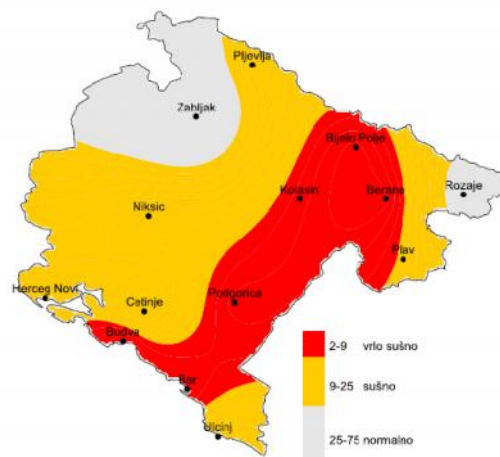 Pljevlja
Zabljak
Bijelo Polje
Kolasin
Berane
Rozaje
Niksic
Plav
Herceg Novi
Cetinje
Podgorica
Budva
Bar
Ulcinj
2-9 vrlo sušno
9-25 sušno
25-75 normalno